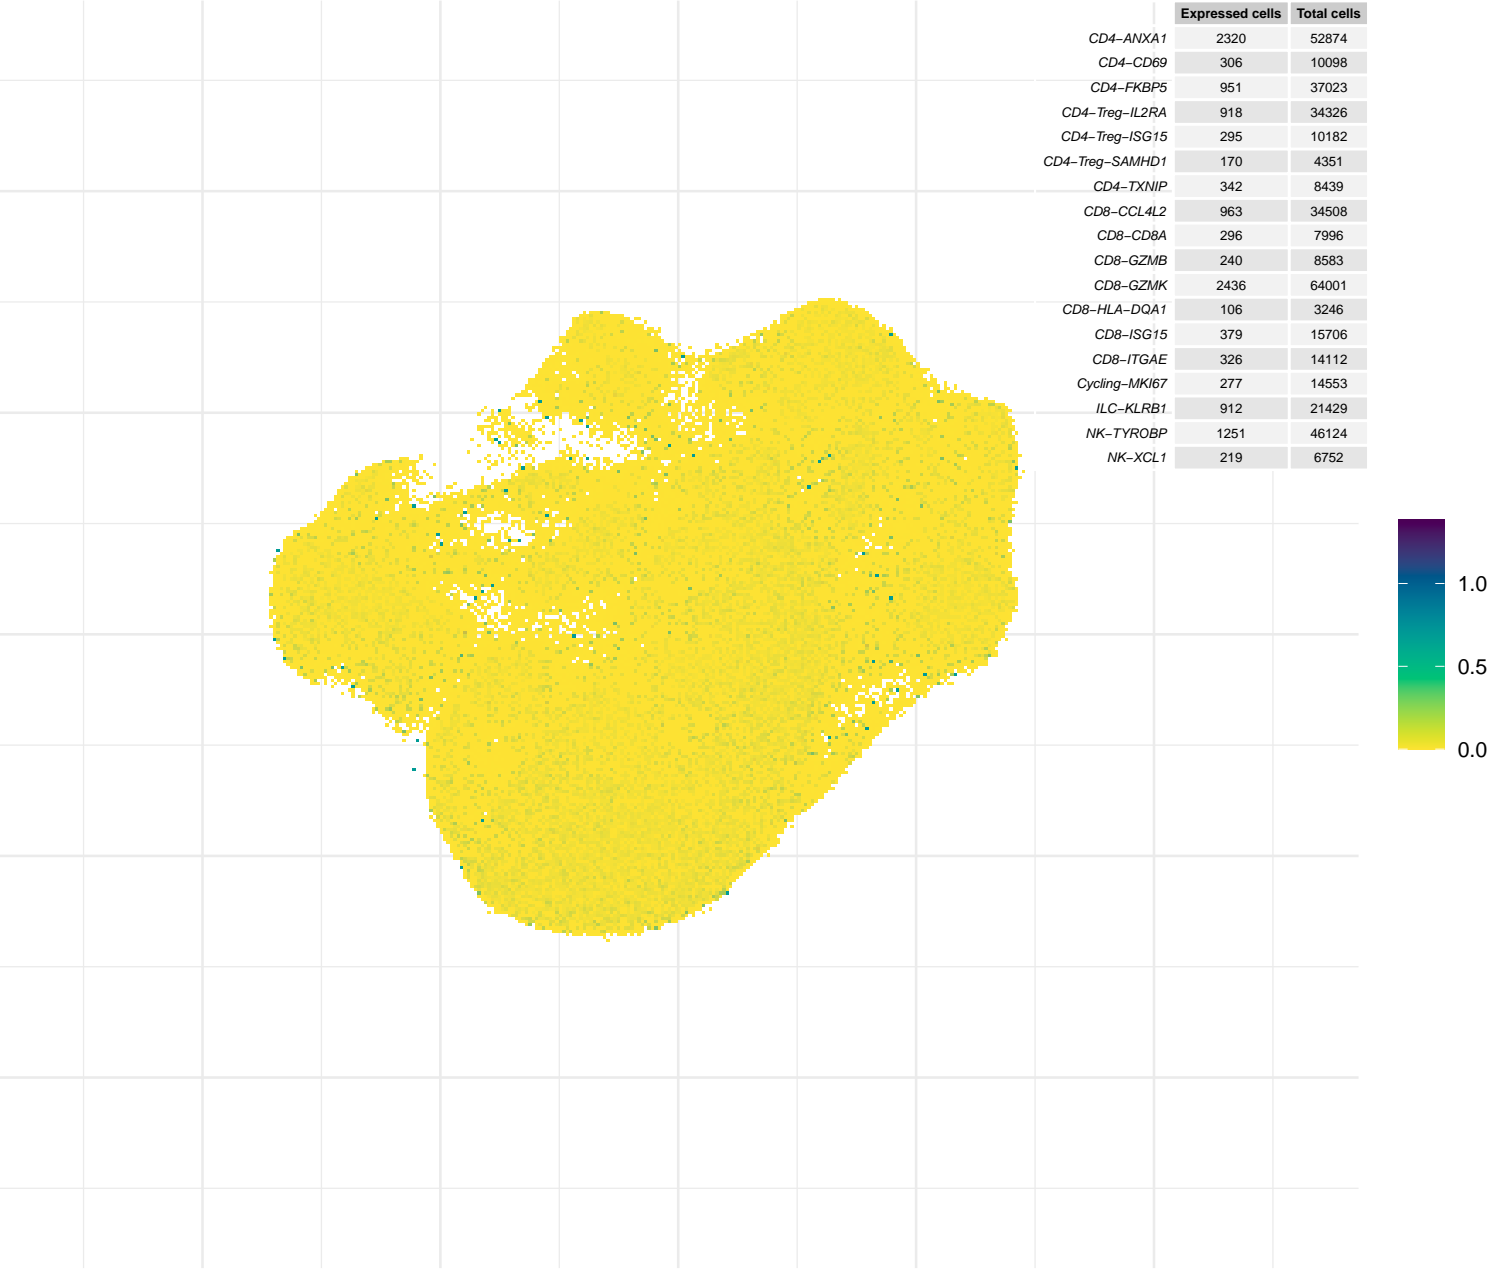 Expressed cells Total cells
CD4−ANXA1 2320 52874
CD4−CD69 306 10098
CD4−FKBP5 951 37023
CD4−Treg−IL2RA 918 34326
CD4−Treg−ISG15 295 10182
CD4−Treg−SAMHD1 170 4351
CD4−TXNIP 342 8439
CD8−CCL4L2 963 34508
CD8−CD8A 296 7996
CD8−GZMB 240 8583
CD8−GZMK 2436 64001
CD8−HLA−DQA1 106 3246
CD8−ISG15 379 15706
CD8−ITGAE 326 14112
Cycling−MKI67 277 14553
ILC−KLRB1 912 21429
NK−TYROBP 1251 46124
NK−XCL1 219 6752
1.0
0.5
0.0